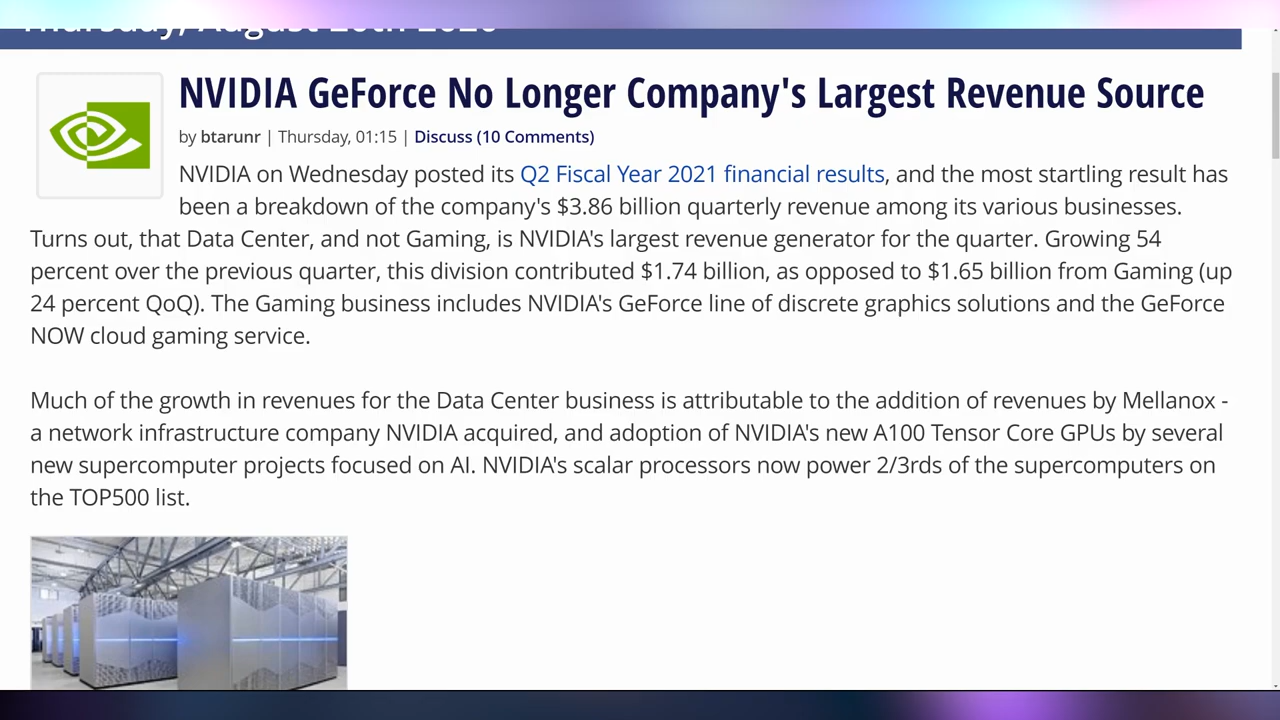 Thursday, August 20th 2020
NVIDIA GeForce No Longer Company's Largest Revenue Source
by btarunr | Thursday, 01:15 | Discuss (10 Comments)
NVIDIA on Wednesday posted its Q2 Fiscal Year 2021 financial results, and the most startling result has
been a breakdown of the company's $3.86 billion quarterly revenue among its various businesses.
Turns out, that Data Center, and not Gaming, is NVIDIA's largest revenue generator for the quarter. Growing 54
percent over the previous quarter, this division contributed $1.74 billion, as opposed to $1.65 billion from Gaming (up
24 percent QoQ). The Gaming business includes NVIDIA's GeForce line of discrete graphics solutions and the GeForce
NOW cloud gaming service.
Much of the growth in revenues for the Data Center business is attributable to the addition of revenues by Mellanox -
a network infrastructure company NVIDIA acquired, and adoption of NVIDIA's new A100 Tensor Core GPUs by several
new supercomputer projects focused on AI. NVIDIA's scalar processors now power 2/3rds of the supercomputers on
the TOP500 list.